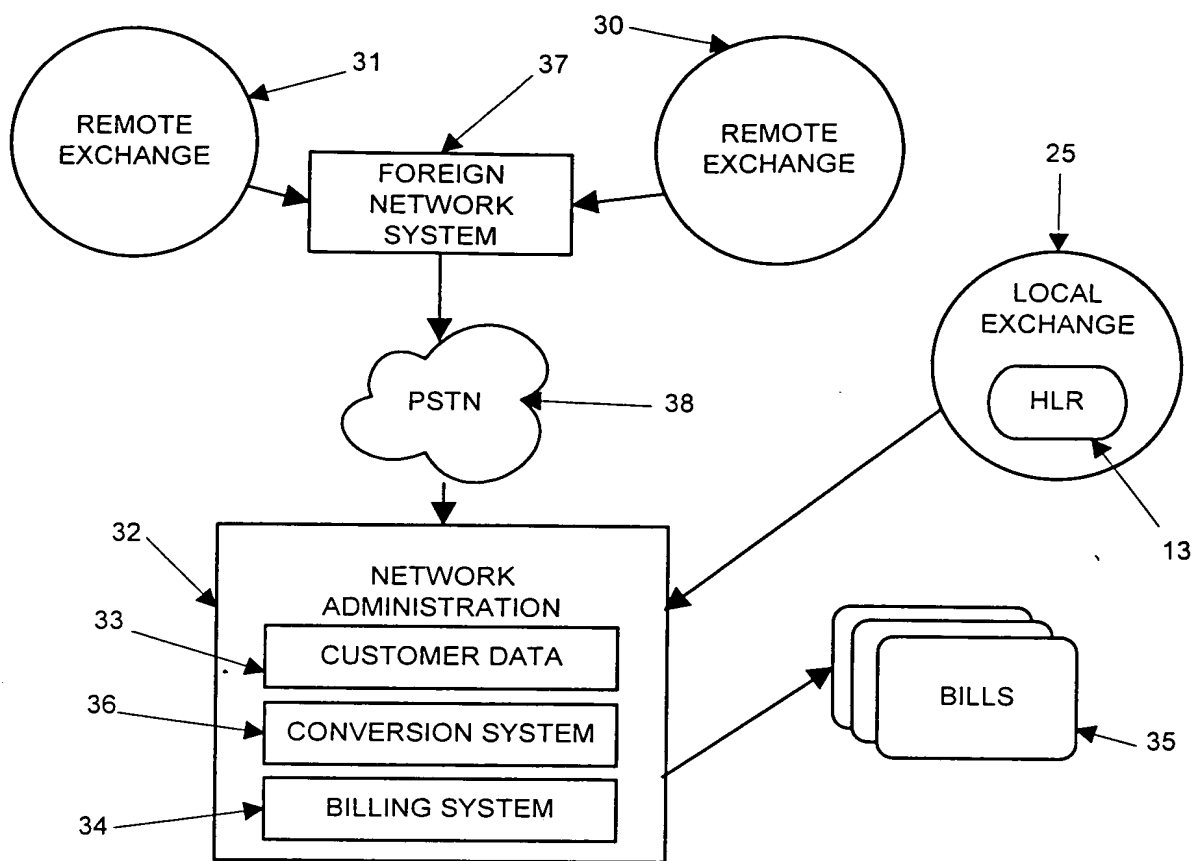 30
31
37
REMOTE
EXCHANGE
REMOTE
EXCHANGE
FOREIGN
NETWORK
SYSTEM
25
LOCAL
EXCHANGE
HLR
PSTN
38
13
32
NETWORK
ADMINISTRATION
33
CUSTOMER DATA
36
CONVERSION SYSTEM
BILLS
35
34
BILLING SYSTEM